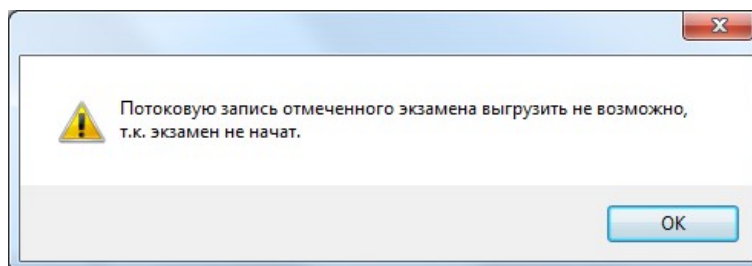 Потоковую запись отмеченного экзамена выгрузить не возможно,
т.к. экзамен не начат.
OK